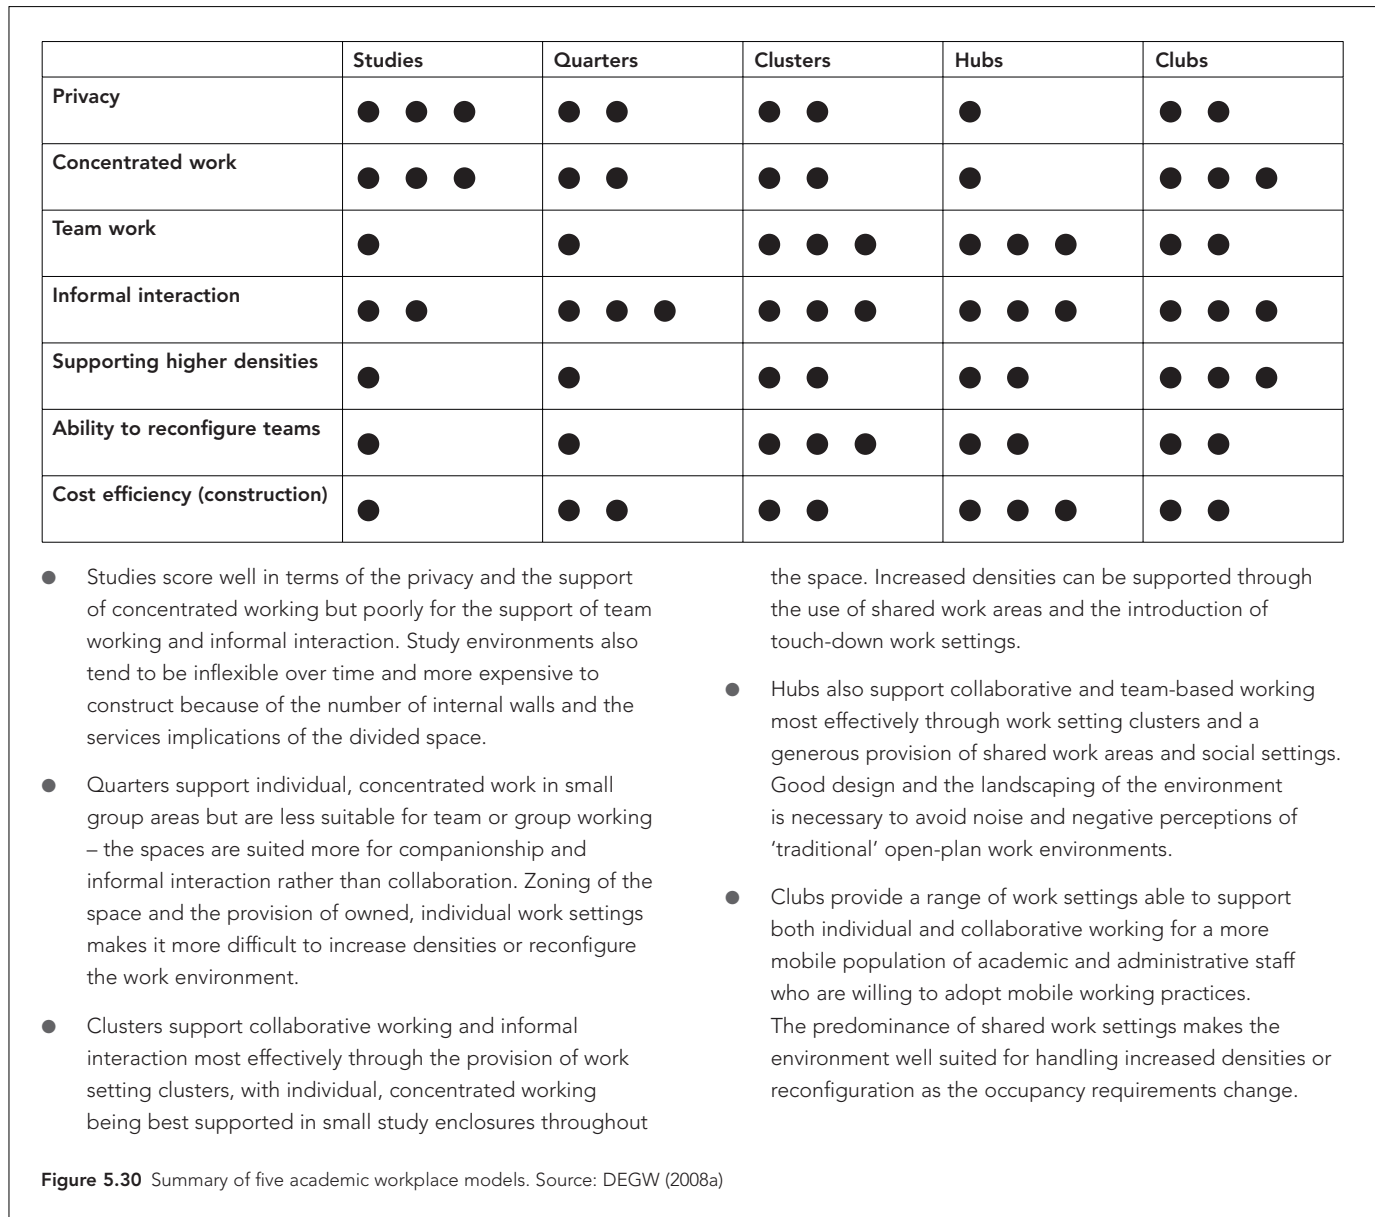 Studies Quarters Clusters Hubs Clubs
Privacy ● ● ● ● ● ● ● ● ● ●
Concentrated work ● ● ● ● ● ● ● ● ● ● ●
Team work ● ● ● ● ● ● ● ● ● ●
Informal interaction ● ● ● ● ● ● ● ● ● ● ● ● ● ●
Supporting higher densities ● ● ● ● ● ● ● ● ●
Ability to reconfigure teams ● ● ● ● ● ● ● ● ●
Cost efficiency (construction) ● ● ● ● ● ● ● ● ● ●
● Studies score well in terms of the privacy and the support
of concentrated working but poorly for the support of team
working and informal interaction. Study environments also
tend to be inflexible over time and more expensive to
construct because of the number of internal walls and the
services implications of the divided space.
● Quarters support individual, concentrated work in small
group areas but are less suitable for team or group working
– the spaces are suited more for companionship and
informal interaction rather than collaboration. Zoning of the
space and the provision of owned, individual work settings
makes it more difficult to increase densities or reconfigure
the work environment.
● Clusters support collaborative working and informal
interaction most effectively through the provision of work
setting clusters, with individual, concentrated working
being best supported in small study enclosures throughout
the space. Increased densities can be supported through
the use of shared work areas and the introduction of
touch-down work settings.
● Hubs also support collaborative and team-based working
most effectively through work setting clusters and a
generous provision of shared work areas and social settings.
Good design and the landscaping of the environment
is necessary to avoid noise and negative perceptions of
‘traditional’ open-plan work environments.
● Clubs provide a range of work settings able to support
both individual and collaborative working for a more
mobile population of academic and administrative staff
who are willing to adopt mobile working practices.
The predominance of shared work settings makes the
environment well suited for handling increased densities or
reconfiguration as the occupancy requirements change.
Figure 5.30 Summary of five academic workplace models. Source: DEGW (2008a)